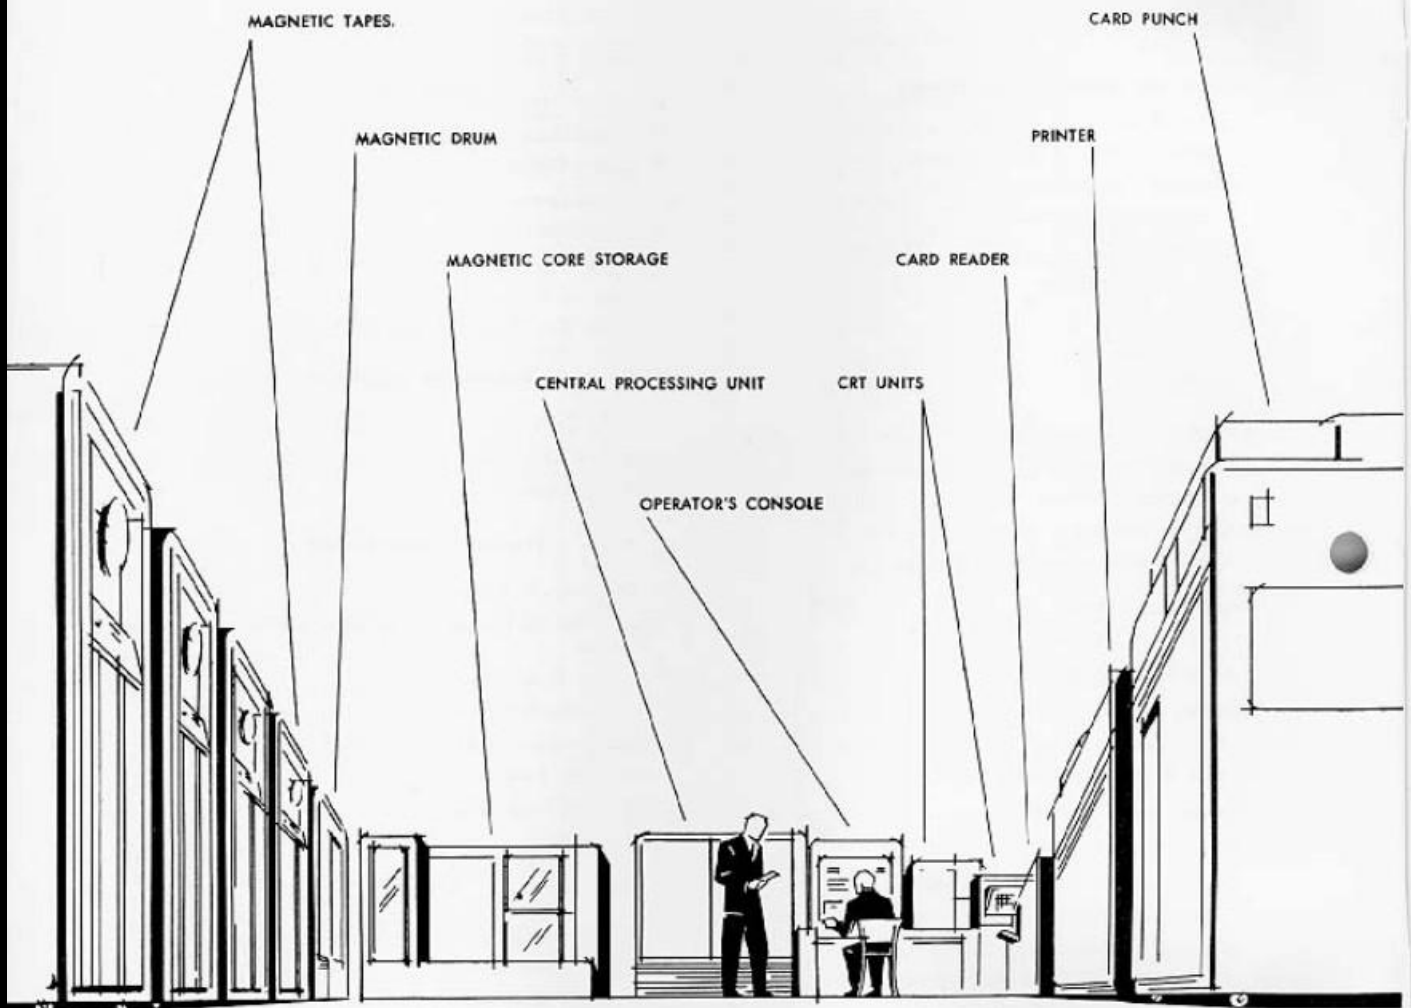 MAGNETIC TAPES.
CARD PUNCH
MAGNETIC DRUM
PRINTER
MAGNETIC CORE STORAGE
CARD READER
CENTRAL PROCESSING UNIT
CRT UNITS
OPERATOR'S CONSOLE